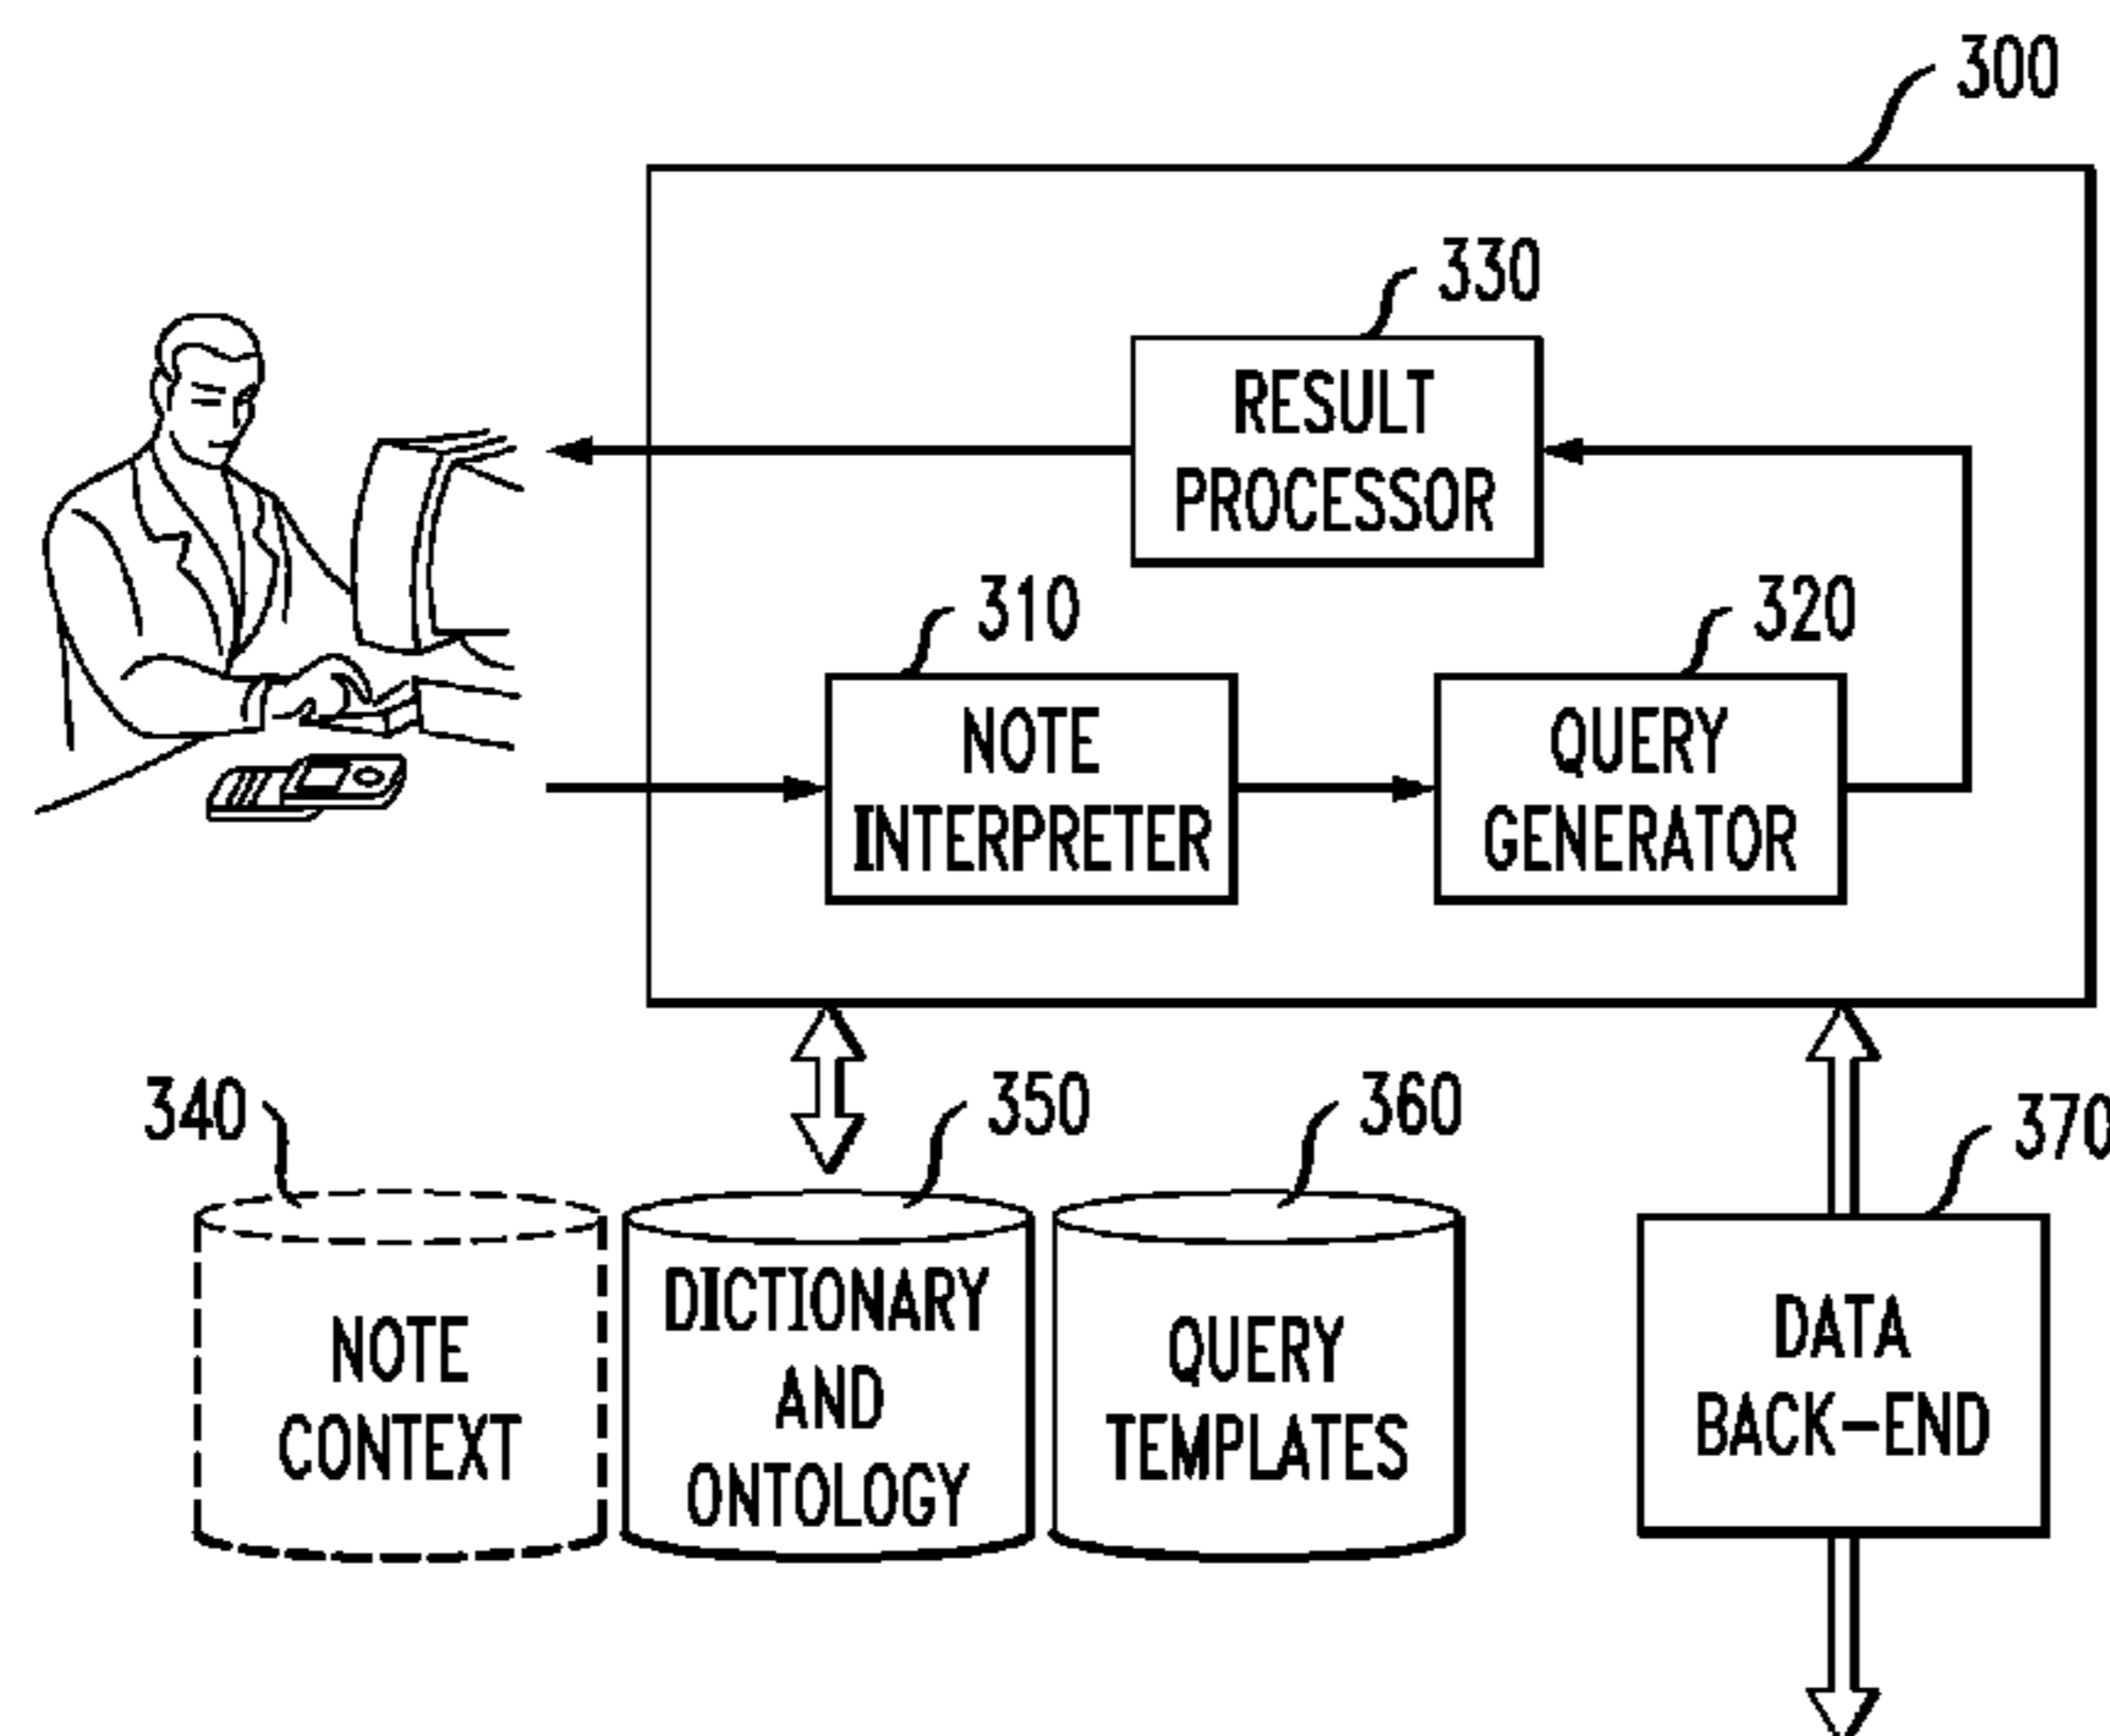 300
330
RESULT
PROCESSOR
310
320
NOTE
INTERPRETER
QUERY
GENERATOR
340
350
360
370
NOTE
CONTEXT
DICTIONARY
AND
ONTOLOGY
QUERY
TEMPLATES
DATA
BACK-END